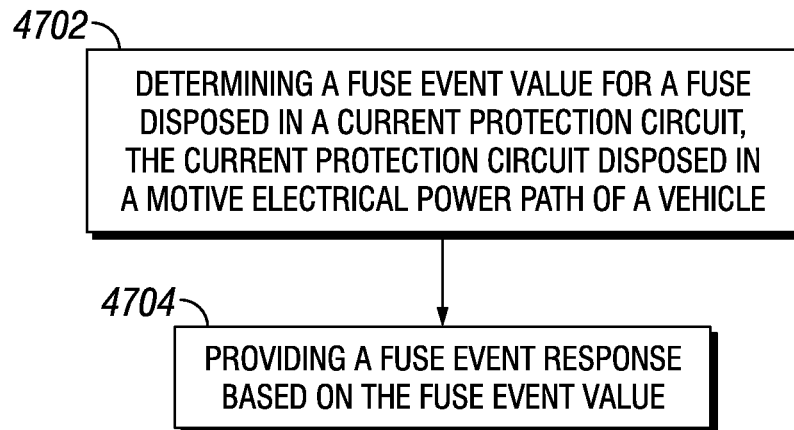 4702
DETERMINING A FUSE EVENT VALUE FOR A FUSE
DISPOSED IN A CURRENT PROTECTION CIRCUIT,
THE CURRENT PROTECTION CIRCUIT DISPOSED IN
A MOTIVE ELECTRICAL POWER PATH OF A VEHICLE
4704
PROVIDING A FUSE EVENT RESPONSE
BASED ON THE FUSE EVENT VALUE